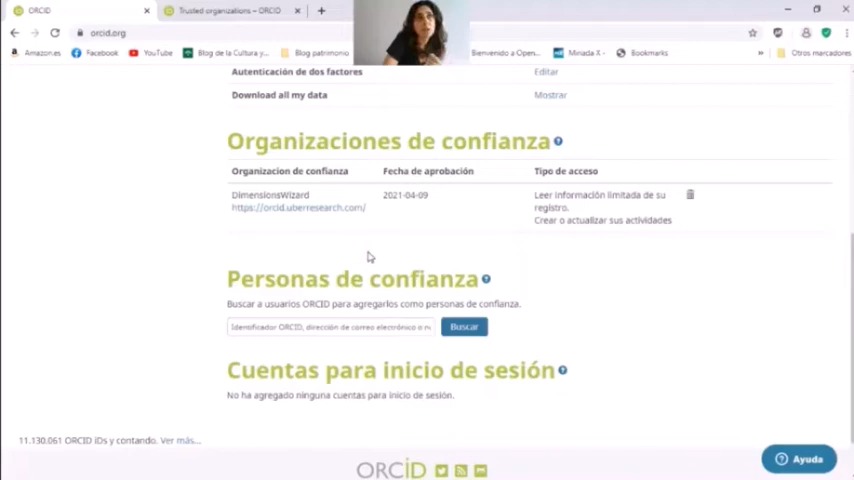 ORCID
Trusted organizations – ORCID
orcid.org
Amazon.es
Facebook
YouTube
Blog de la Cultura y...
Blog patrimonio
Bienvenido a Open...
Miriada X -
Bookmarks
Otros marcadores
Autenticación de dos factores
Editar
Download all my data
Mostrar
Organizaciones de confianza
Organizacion de confianza
Fecha de aprobación
Tipo de acceso
DimensionsWizard
2021-04-09
Leer información limitada de su
https://orcid.uberresearch.com/
registro.
Crear o actualizar sus actividades
Personas de confianza
Buscar a usuarios ORCID para agregarlos como personas de confianza.
Identificador ORCID, dirección de correo electrónico o n
Buscar
Cuentas para inicio de sesión
No ha agregado ninguna cuentas para inicio de sesión.
11.130.061 ORCID iDs y contando. Ver más...
Ayuda
ORCID